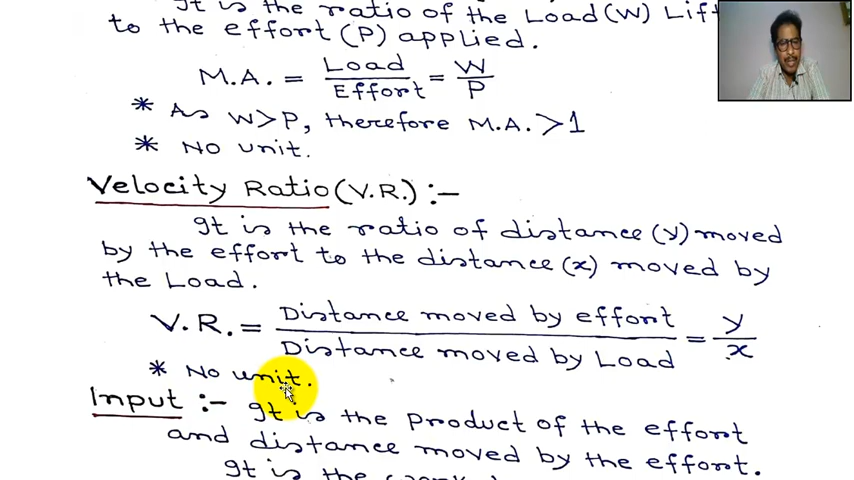 It is the ratio of the Load (W) Lift
to the effort (P) applied.
M.A. = Load / Effort = W / P
* As W>P, therefore M.A. >1
* No unit.
Velocity Ratio (V.R.) :-
It is the ratio of distance (y) moved
by the effort to the distance (x) moved by
the Load.
V.R. = Distance moved by effort / Distance moved by Load = y / x
* No unit.
Input :- It is the product of the effort
and distance moved by the effort.
It is the